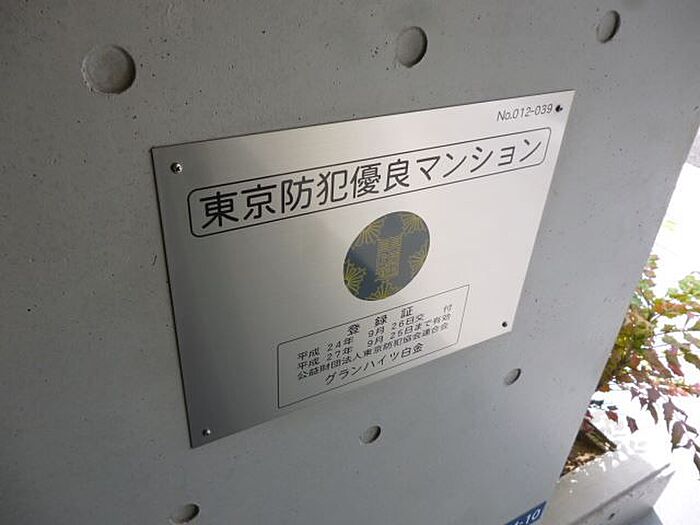 No.012-039
東京防犯優良マンション
登録証
平成 24年 9月 26日交 付
平成 27年 9月 25日まで有効
公益財団法人東京防犯協会連合会
グランハイツ白金
-10